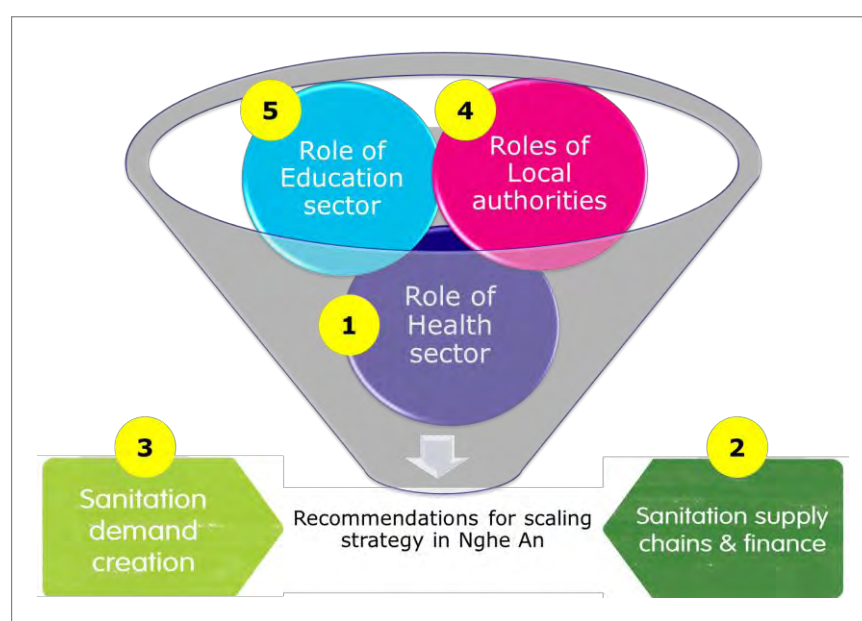 5
Role of
Education
sector
4
Roles of
Local
authorities
1
Role of
Health
sector
3
Sanitation
demand
creation
Recommendations for scaling
strategy in Nghe An
2
Sanitation supply
chains & finance